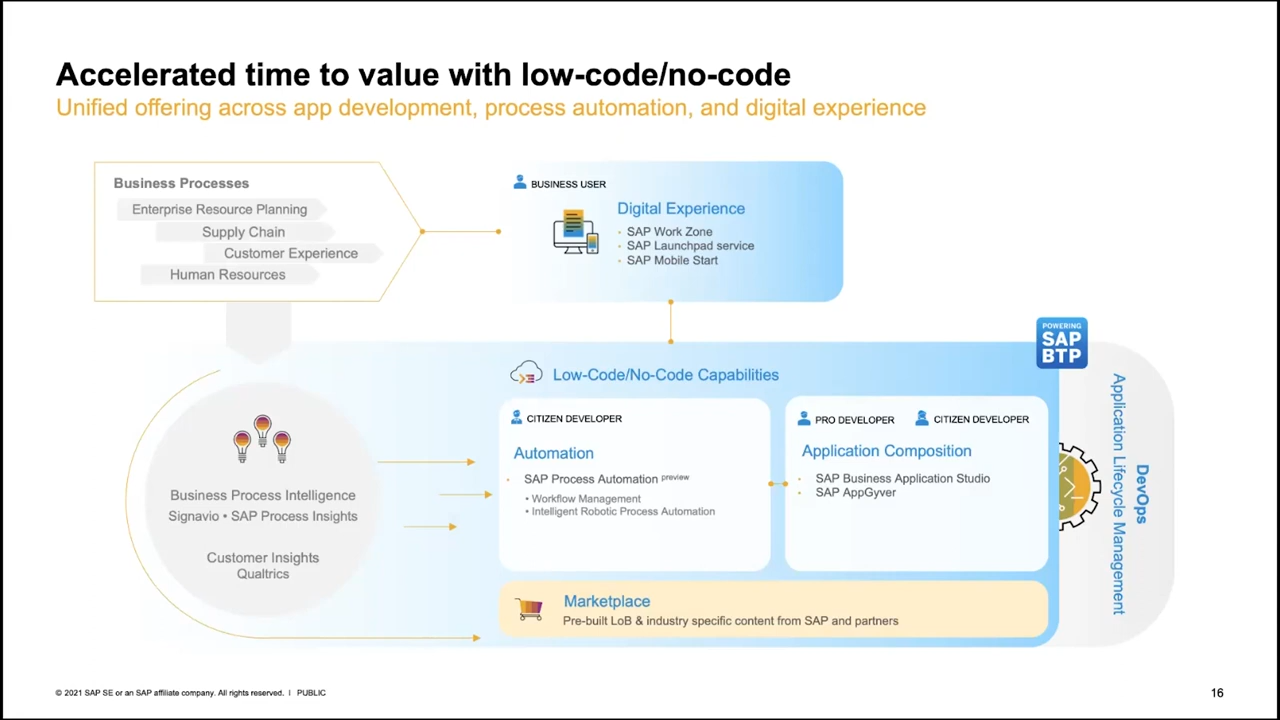 Accelerated time to value with low-code/no-code
Unified offering across app development, process automation, and digital experience
Business Processes
Enterprise Resource Planning
Supply Chain
Customer Experience
Human Resources
BUSINESS USER
Digital Experience
• SAP Work Zone
• SAP Launchpad service
• SAP Mobile Start
POWERING
SAP
BTP
Low-Code/No-Code Capabilities
CITIZEN DEVELOPER
Automation
• SAP Process Automation preview
• Workflow Management
• Intelligent Robotic Process Automation
PRO DEVELOPER
CITIZEN DEVELOPER
Application Composition
• SAP Business Application Studio
• SAP AppGyver
Business Process Intelligence
Signavio • SAP Process Insights
Customer Insights
Qualtrics
Marketplace
Pre-built LoB & industry specific content from SAP and partners
DevOps
Application Lifecycle Management
© 2021 SAP SE or an SAP affiliate company. All rights reserved. I PUBLIC
16